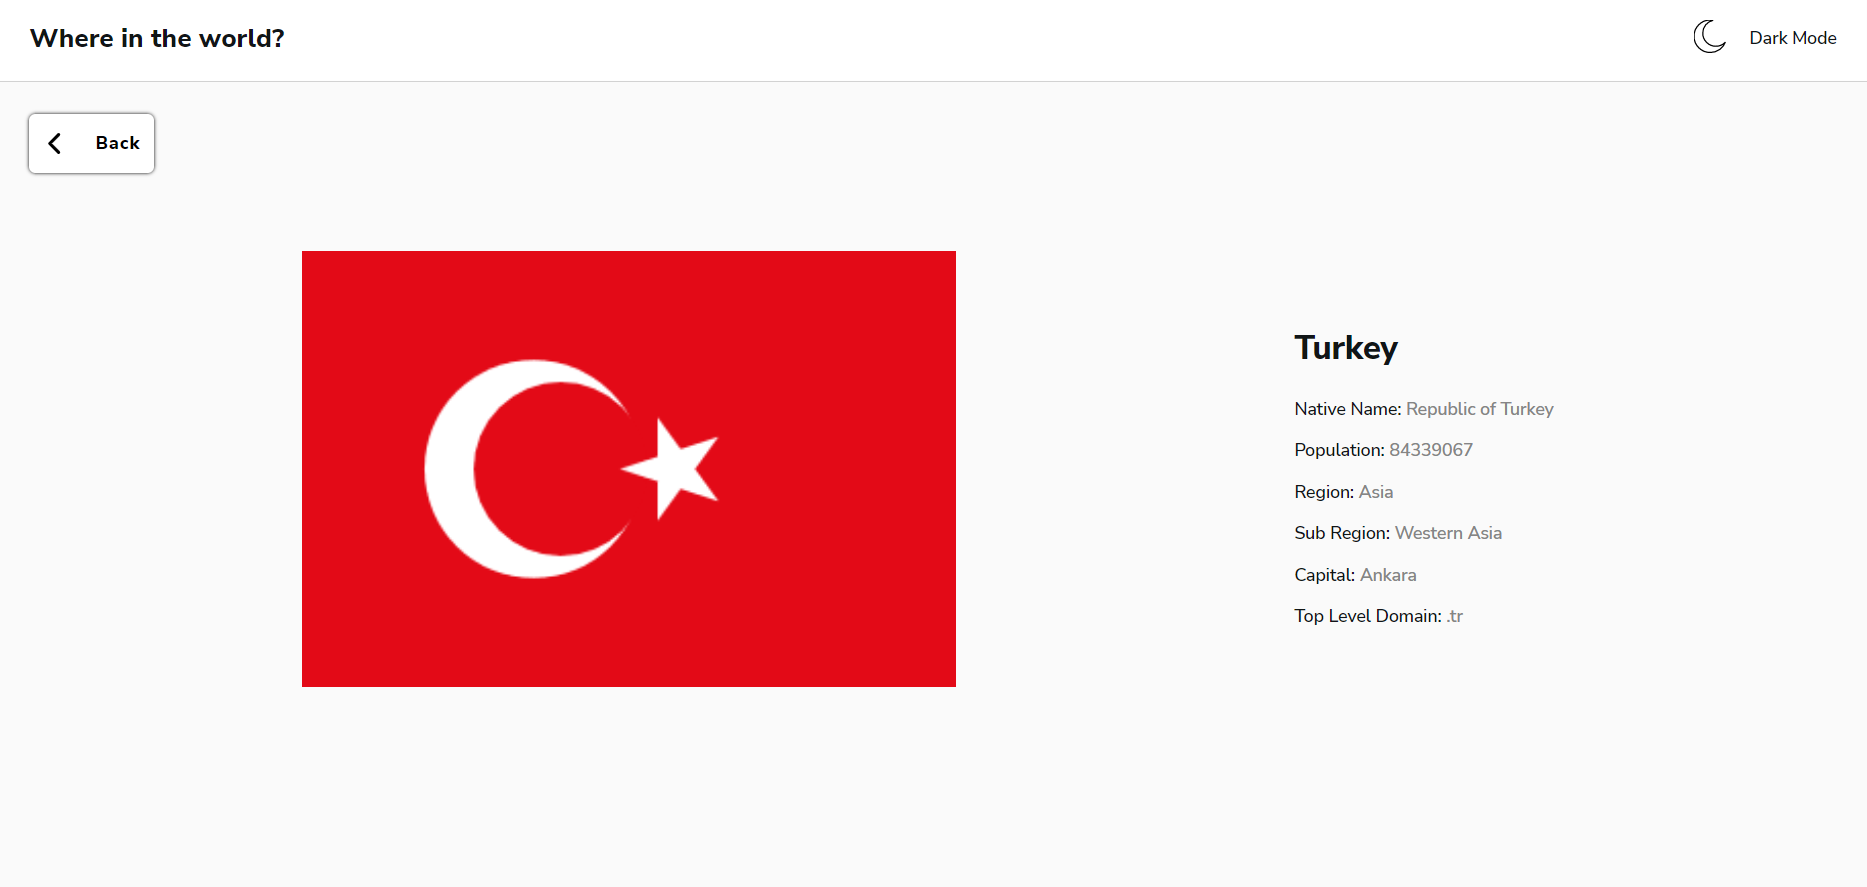 Where in the world?
Dark Mode
Back
Turkey
Native Name: Republic of Turkey
Population: 84339067
Region: Asia
Sub Region: Western Asia
Capital: Ankara
Top Level Domain: .tr